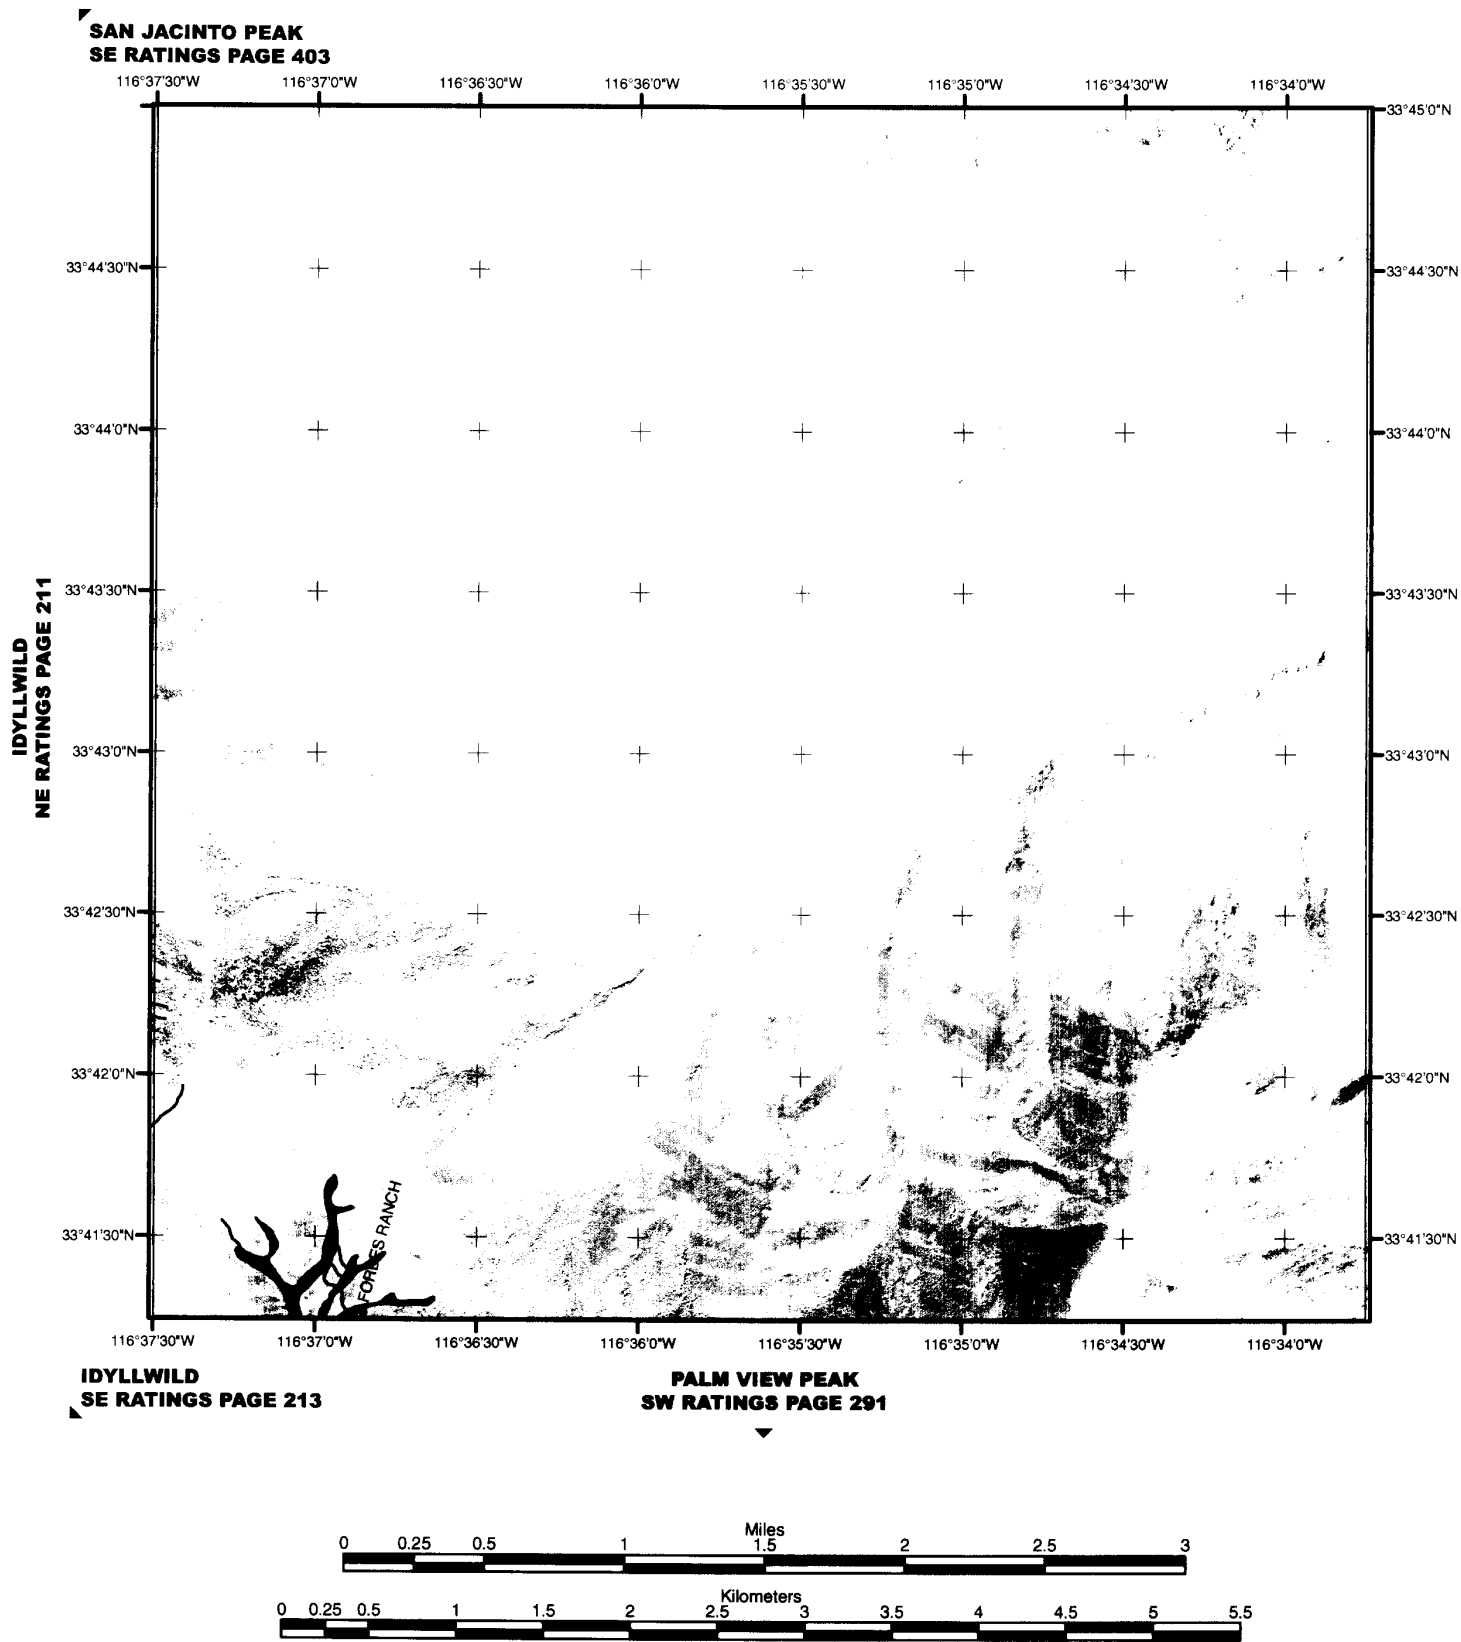 SAN JACINTO PEAK
SE RATINGS PAGE 403
116°37'30"W 116°37'0"W 116°36'30"W 116°36'0"W 116°35'30"W 116°35'0"W 116°34'30"W 116°34'0"W
33°45'0"N
33°44'30"N 33°44'30"N
33°44'0"N 33°44'0"N
33°43'30"N 33°43'30"N
IDYLLWILD
NE RATINGS PAGE 211
33°43'0"N 33°43'0"N
33°42'30"N 33°42'30"N
33°42'0"N 33°42'0"N
FORBES RANCH
33°41'30"N 33°41'30"N
116°37'30"W 116°37'0"W 116°36'30"W 116°36'0"W 116°35'30"W 116°35'0"W 116°34'30"W 116°34'0"W
IDYLLWILD
SE RATINGS PAGE 213
PALM VIEW PEAK
SW RATINGS PAGE 291
Miles
0 0.25 0.5 1 1.5 2 2.5 3
Kilometers
0 0.25 0.5 1 1.5 2 2.5 3 3.5 4 4.5 5 5.5